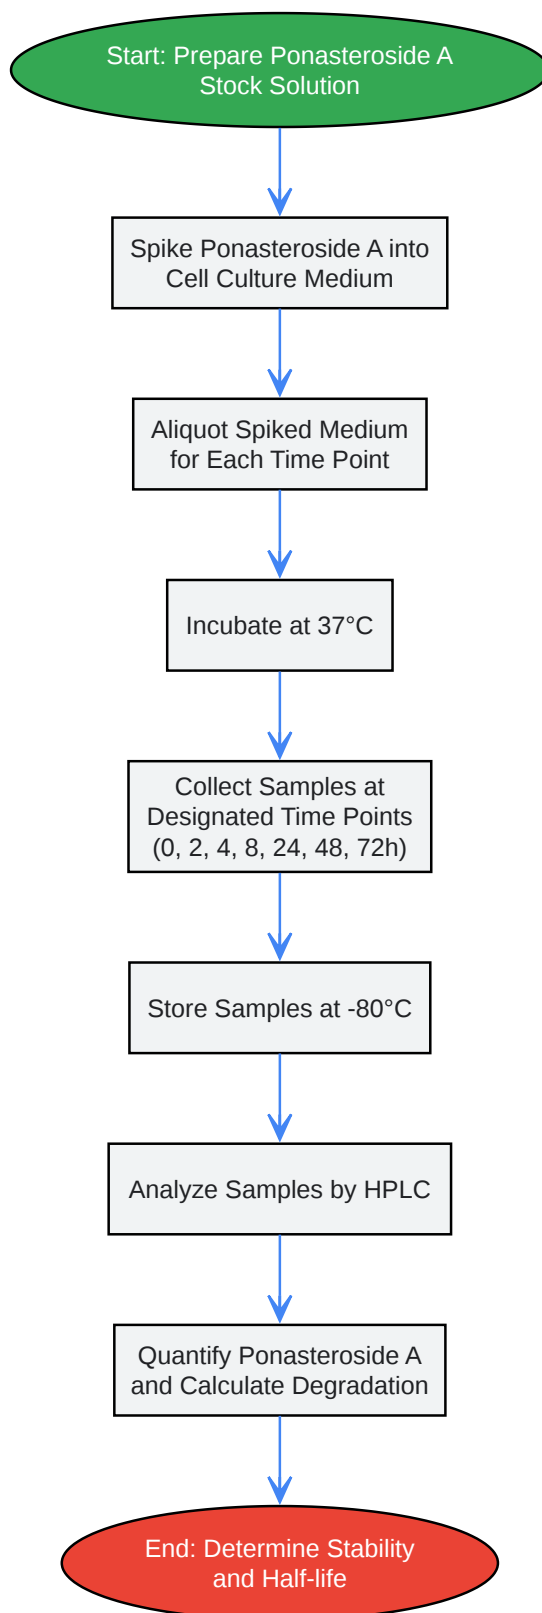 Start: Prepare Ponasteroside A
Stock Solution
Spike Ponasteroside A into
Cell Culture Medium
Aliquot Spiked Medium
for Each Time Point
Incubate at 37°C
Collect Samples at
Designated Time Points
(0, 2, 4, 8, 24, 48, 72h)
Store Samples at -80°C
Analyze Samples by HPLC
Quantify Ponasteroside A
and Calculate Degradation
End: Determine Stability
and Half-life